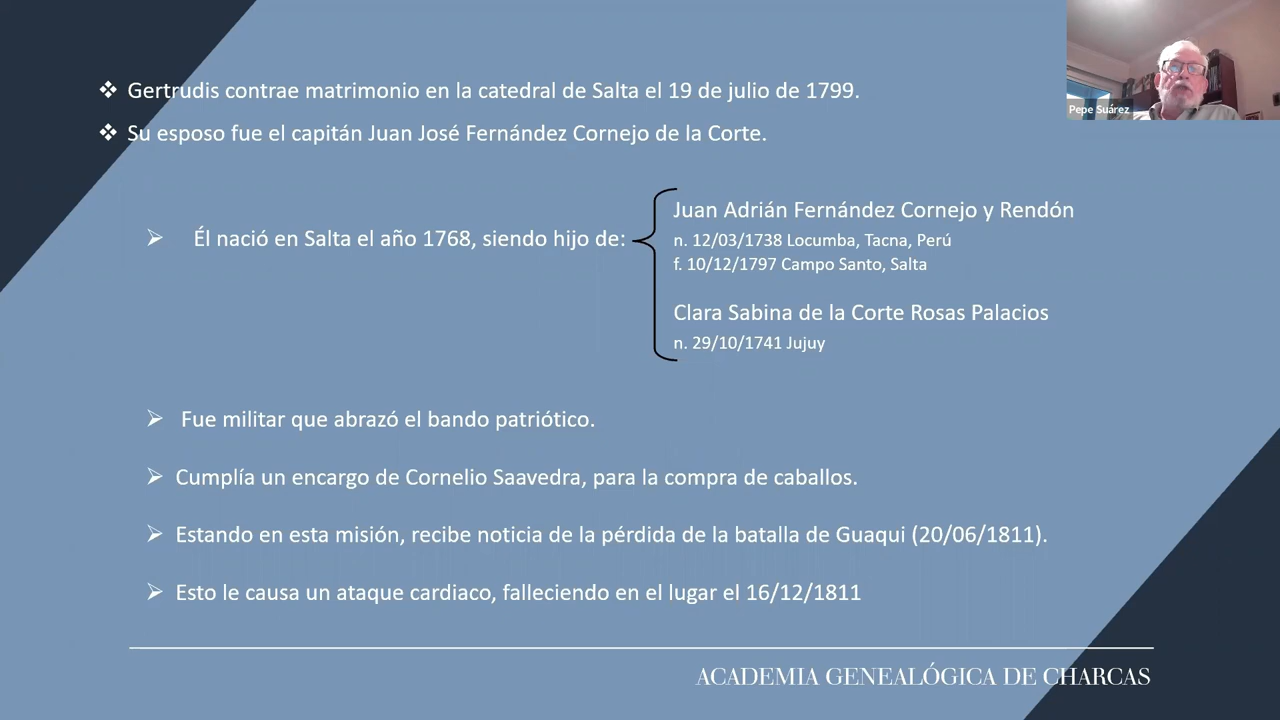 ❖ Gertrudis contrae matrimonio en la catedral de Salta el 19 de julio de 1799.
Pepe Suárez
❖ Su esposo fue el capitán Juan José Fernández Cornejo de la Corte.
➢ Él nació en Salta el año 1768, siendo hijo de:
Juan Adrián Fernández Cornejo y Rendón
n. 12/03/1738 Locumba, Tacna, Perú
f. 10/12/1797 Campo Santo, Salta
Clara Sabina de la Corte Rosas Palacios
n. 29/10/1741 Jujuy
➢ Fue militar que abrazó el bando patriótico.
➢ Cumplía un encargo de Cornelio Saavedra, para la compra de caballos.
➢ Estando en esta misión, recibe noticia de la pérdida de la batalla de Guaqui (20/06/1811).
➢ Esto le causa un ataque cardiaco, falleciendo en el lugar el 16/12/1811
ACADEMIA GENEALÓGICA DE CHARCAS